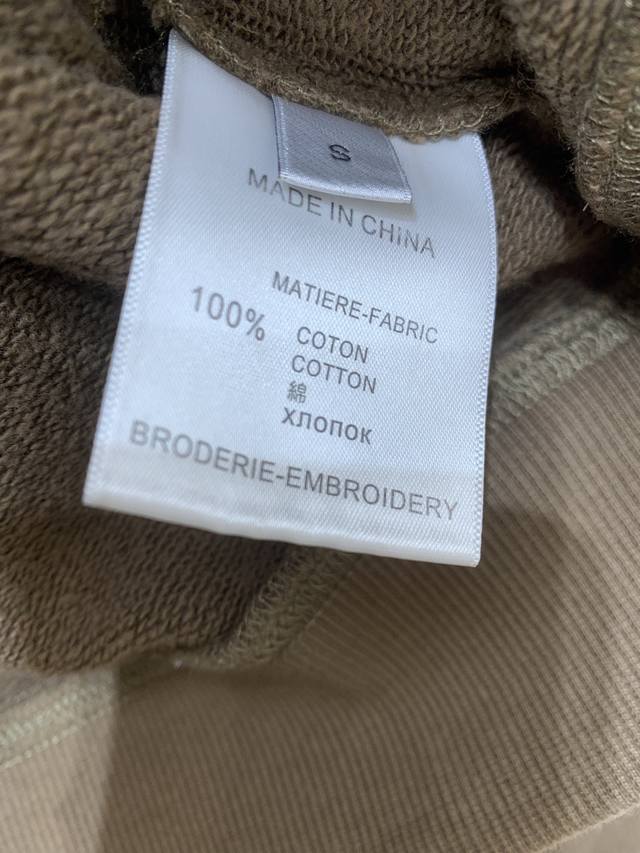 S
MADE IN CHINA
MATIERE-FABRIC
100% COTON
COTTON
綿
хлопок
BRODERIE-EMBROIDERY